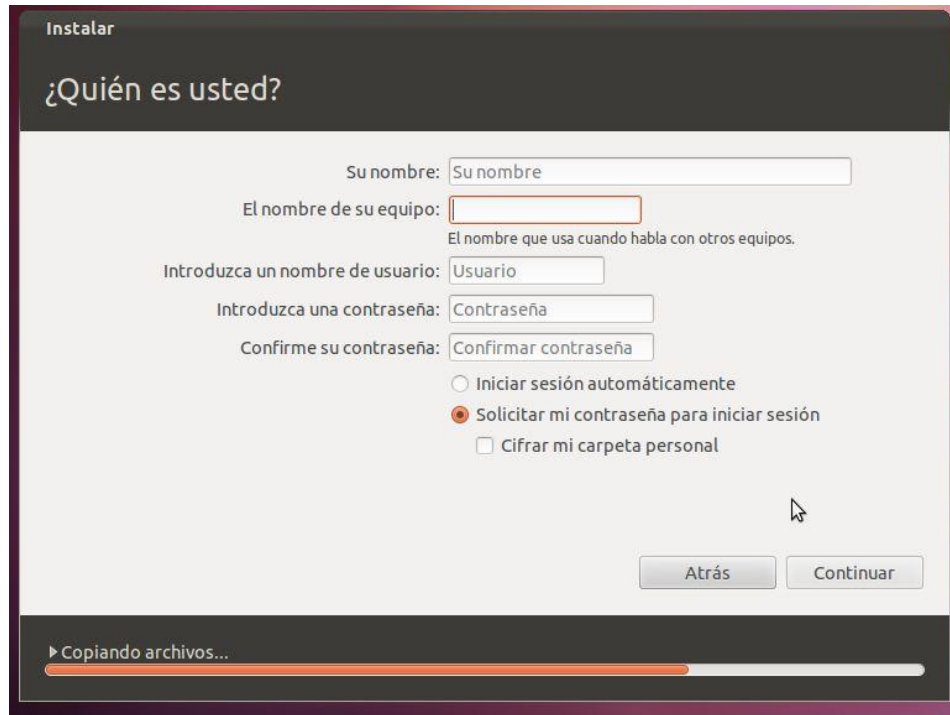 Instalar
¿Quién es usted?
Su nombre: Su nombre
El nombre de su equipo:
El nombre que usa cuando habla con otros equipos.
Introduzca un nombre de usuario: Usuario
Introduzca una contraseña: Contraseña
Confirme su contraseña: Confirmar contraseña
Iniciar sesión automáticamente
Solicitar mi contraseña para iniciar sesión
Cifrar mi carpeta personal
Atrás Continuar
Copiando archivos...